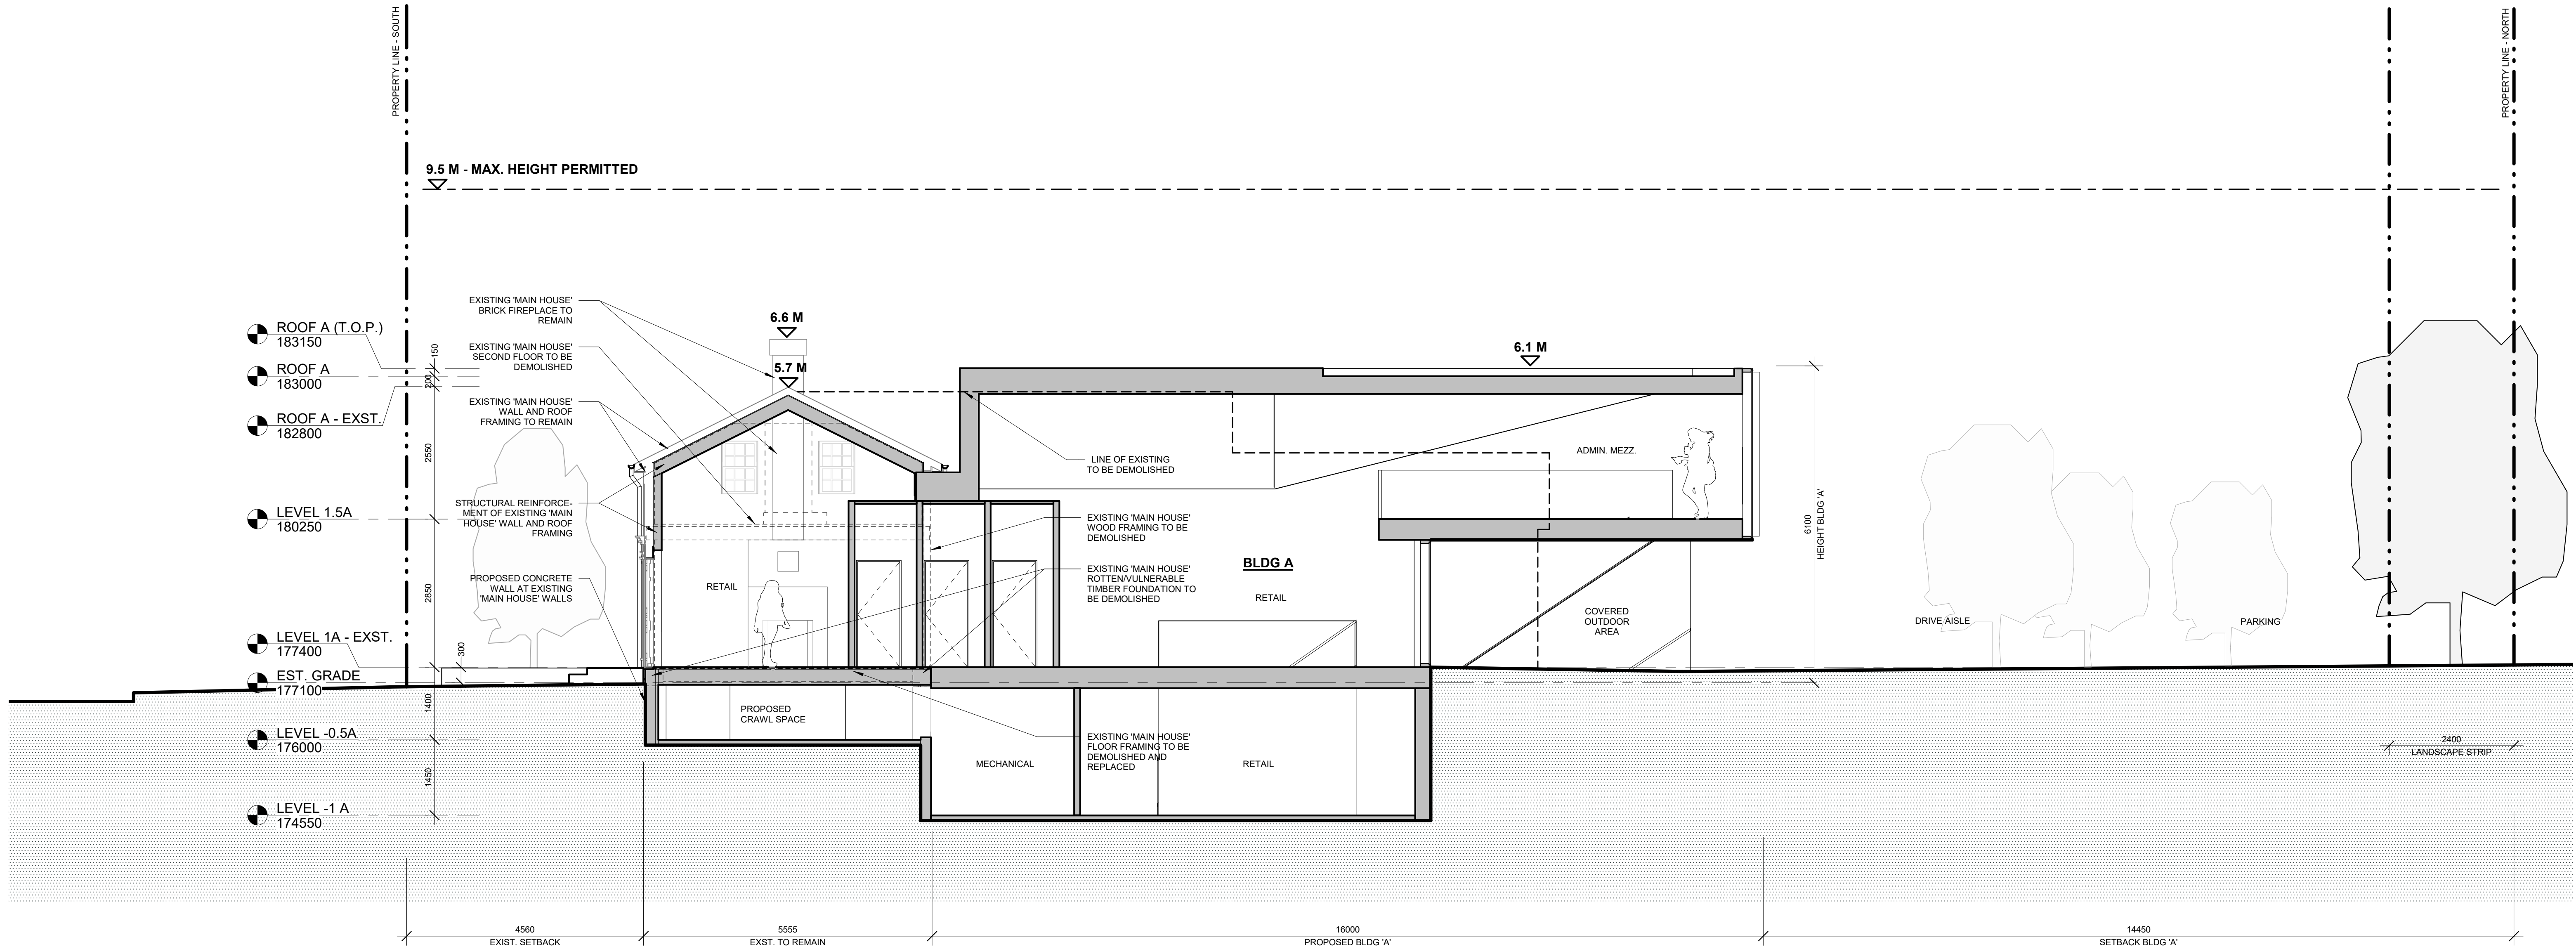 PROPERTY LINE - SOUTH
PROPERTY LINE - NORTH
9.5 M - MAX. HEIGHT PERMITTED
ROOF A (T.O.P.)
183150
ROOF A
183000
ROOF A - EXST.
182800
LEVEL 1.5A
180250
LEVEL 1A - EXST.
177400
EST. GRADE
177100
LEVEL -0.5A
176000
LEVEL -1 A
174550
150
200
2550
2850
300
1400
1450
EXISTING 'MAIN HOUSE'
BRICK FIREPLACE TO
REMAIN
EXISTING 'MAIN HOUSE'
SECOND FLOOR TO BE
DEMOLISHED
EXISTING 'MAIN HOUSE'
WALL AND ROOF
FRAMING TO REMAIN
STRUCTURAL REINFORCE-
MENT OF EXISTING 'MAIN
HOUSE' WALL AND ROOF
FRAMING
PROPOSED CONCRETE
WALL AT EXISTING
'MAIN HOUSE' WALLS
6.6 M
5.7 M
6.1 M
LINE OF EXISTING
TO BE DEMOLISHED
EXISTING 'MAIN HOUSE'
WOOD FRAMING TO BE
DEMOLISHED
EXISTING 'MAIN HOUSE'
ROTTEN/VULNERABLE
TIMBER FOUNDATION TO
BE DEMOLISHED
EXISTING 'MAIN HOUSE'
FLOOR FRAMING TO BE
DEMOLISHED AND
REPLACED
RETAIL
BLDG A
RETAIL
ADMIN. MEZZ.
COVERED
OUTDOOR
AREA
PROPOSED
CRAWL SPACE
MECHANICAL
RETAIL
6100
HEIGHT BLDG 'A'
DRIVE AISLE
PARKING
2400
LANDSCAPE STRIP
4560
EXIST. SETBACK
5555
EXST. TO REMAIN
16000
PROPOSED BLDG 'A'
14450
SETBACK BLDG 'A'